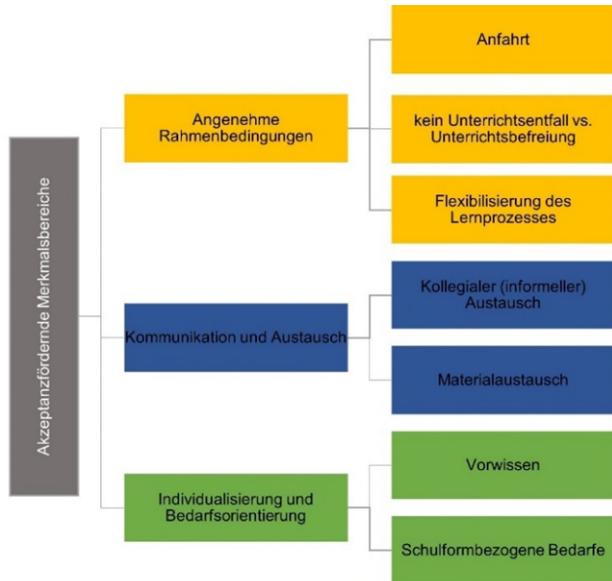 Akzeptanzfördernde Merkmalsbereiche
Angenehme
Rahmenbedingungen
Anfahrt
kein Unterrichtsentfall vs.
Unterrichtsbefreiung
Flexibilisierung des
Lernprozesses
Kommunikation und Austausch
Kollegialer (informeller)
Austausch
Materialaustausch
Individualisierung und
Bedarfsorientierung
Vorwissen
Schulformbezogene Bedarfe